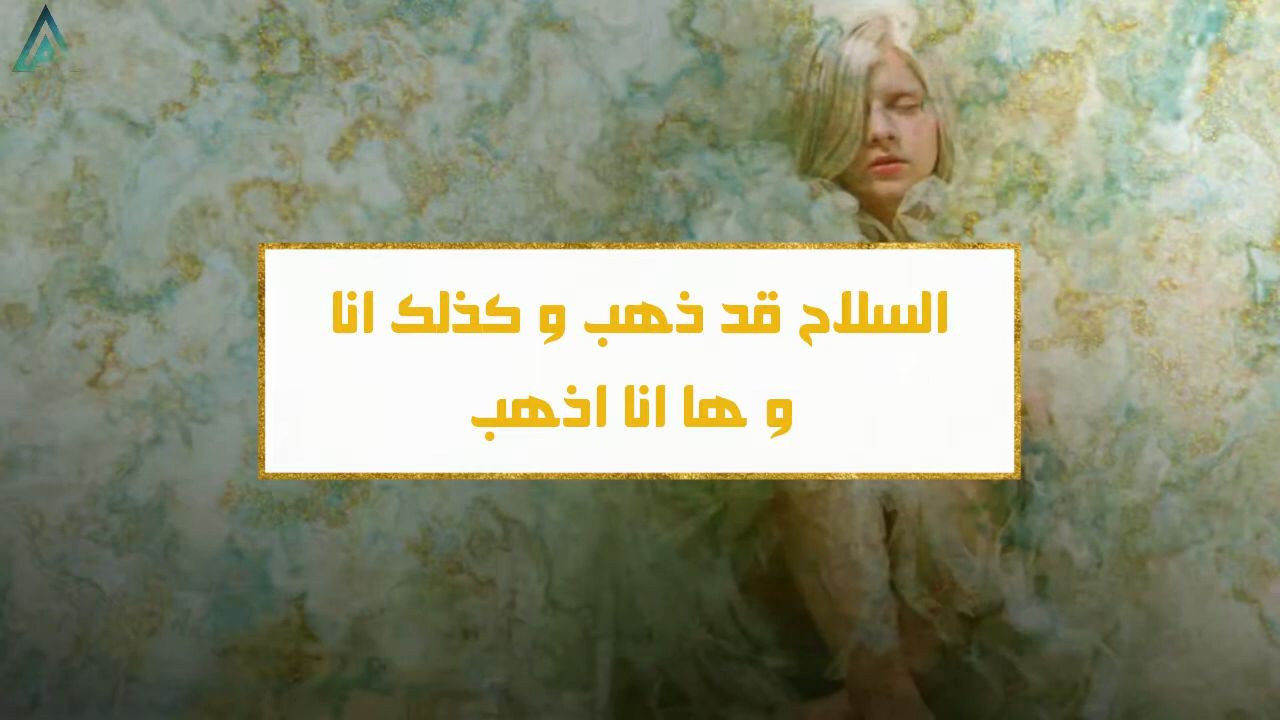 السلاح قد ذهب و كذلك انا
و ها انا اذهب